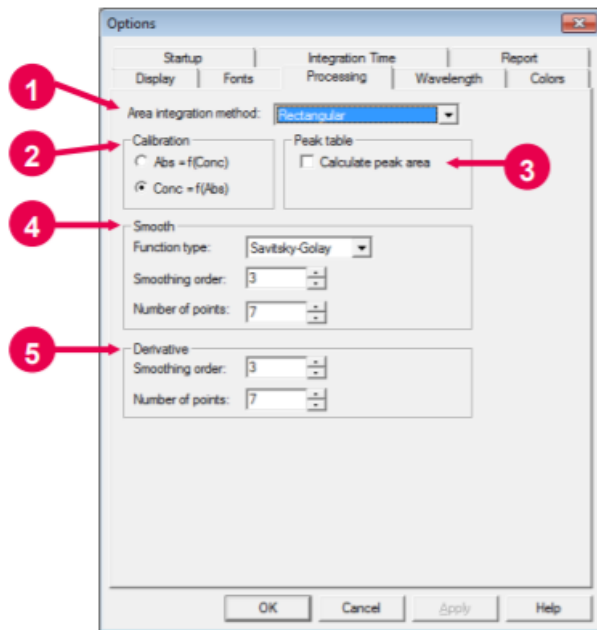 Options
Startup Integration Time Report
Display Fonts Processing Wavelength Colors
1
Area integration method: Rectangular
2
Calibration Peak table
Abs = f(Conc) Calculate peak area
3
Conc = f(Abs)
4
Smooth
Function type: Savitsky-Golay
Smoothing order: 3
Number of points: 7
5
Derivative
Smoothing order: 3
Number of points: 7
OK Cancel Apply Help